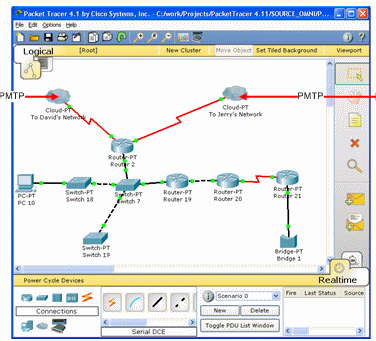 Packet Tracer 4.1 by Cisco Systems, Inc. - C:/work/Projects/PacketTracer 4.11/SOURCE_OMNI/P
File Edit Options Help
Logical [Root] New Cluster Move Object Set Tiled Background Viewport
PMTP PMTP
Cloud-PT
To David's Network
Cloud-PT
To Jerry's Network
Router-PT
Router 2
PC-PT
PC 10
Switch-PT
Switch 18
Switch-PT
Switch 7
Router-PT
Router 19
Router-PT
Router 20
Router-PT
Router 21
Switch-PT
Switch 19
Bridge-PT
Bridge 1
Power Cycle Devices Realtime
Scenario 0
Fire Last Status Source
New Delete
Connections
Toggle PDU List Window
Serial DCE